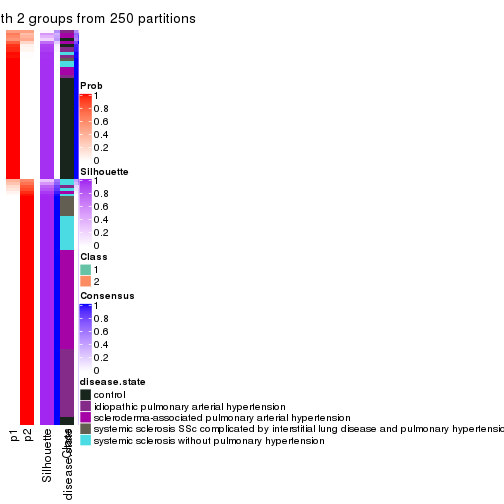 th 2 groups from 250 partitions
Prob
1
0.8
0.6
0.4
0.2
0
Silhouette
1
0.8
0.6
0.4
0.2
0
Class
1
2
Consensus
1
0.8
0.6
0.4
0.2
0
disease.state
control
idiopathic pulmonary arterial hypertension
scleroderma-associated pulmonary arterial hypertension
systemic sclerosis SSc complicated by interstitial lung disease and pulmonary hypertensio
systemic sclerosis without pulmonary hypertension
p1
p2
Silhouette
Class
disease.state